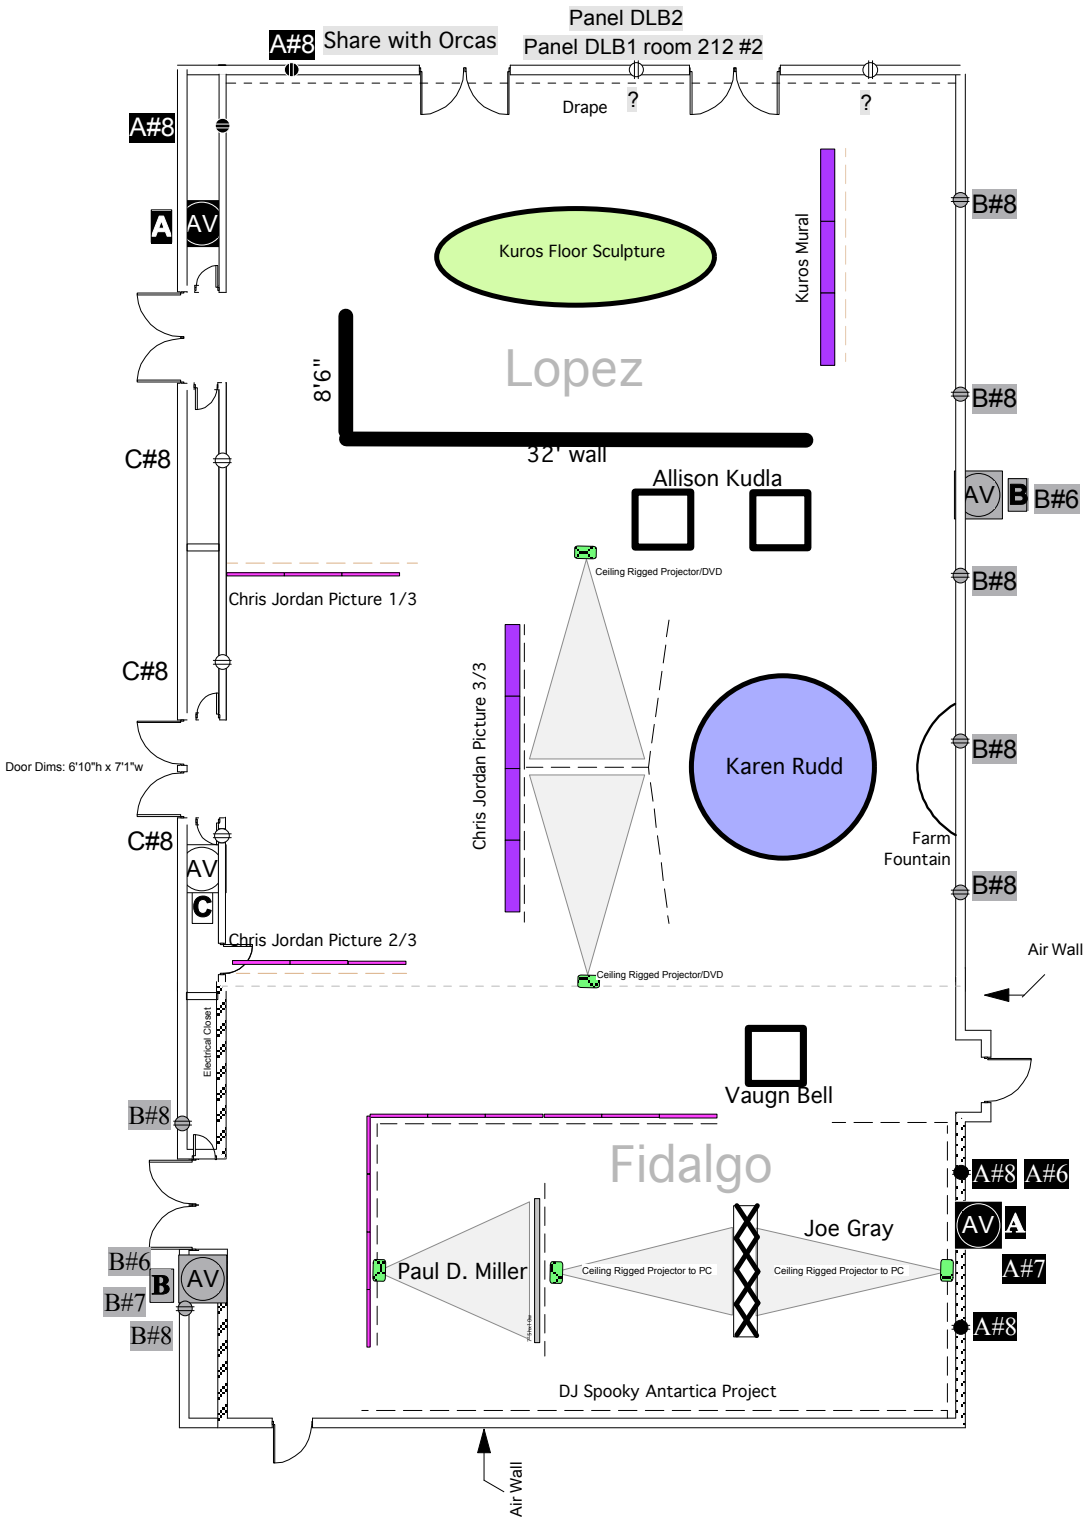 Panel DLB2
A#8 Share with Orcas
Panel DLB1 room 212 #2
Drape
?
?
A#8
A
AV
B#8
Kuros Floor Sculpture
Kuros Mural
Lopez
8'6"
B#8
32' wall
C#8
Allison Kudla
AV
B
B#6
Ceiling Rigged Projector/DVD
B#8
Chris Jordan Picture 1/3
C#8
Chris Jordan Picture 3/3
B#8
Door Dims: 6'10"h x 7'1"w
Karen Rudd
C#8
Farm
Fountain
AV
C
B#8
Chris Jordan Picture 2/3
Air Wall
Ceiling Rigged Projector/DVD
Electrical Closet
Vaugn Bell
B#8
Fidalgo
A#8 A#6
AV
A
Joe Gray
B#6
B
AV
B#7
B#8
Paul D. Miller
Ceiling Rigged Projector to PC
Ceiling Rigged Projector to PC
A#7
A#8
DJ Spooky Antartica Project
Air Wall